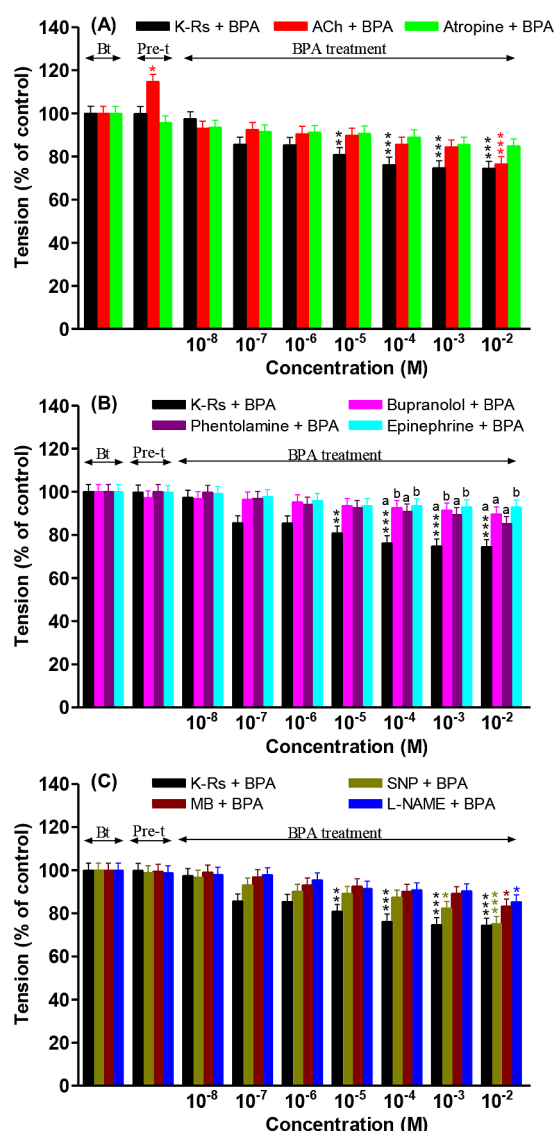 (A) K-Rs + BPA ACh + BPA Atropine + BPA
Bt Pre-t BPA treatment
Tension (% of control)
140
120
100
80
60
40
20
0
* ** *** *** *** ***
10-8 10-7 10-6 10-5 10-4 10-3 10-2
Concentration (M)
(B) K-Rs + BPA Bupranolol + BPA
Phentolamine + BPA Epinephrine + BPA
Bt Pre-t BPA treatment
Tension (% of control)
140
120
100
80
60
40
20
0
** a *** b a b a *** b a b a *** b a b
10-8 10-7 10-6 10-5 10-4 10-3 10-2
Concentration (M)
(C) K-Rs + BPA SNP + BPA
MB + BPA L-NAME + BPA
Bt Pre-t BPA treatment
Tension (% of control)
140
120
100
80
60
40
20
0
** *** *** * *** *** * *
10-8 10-7 10-6 10-5 10-4 10-3 10-2
Concentration (M)